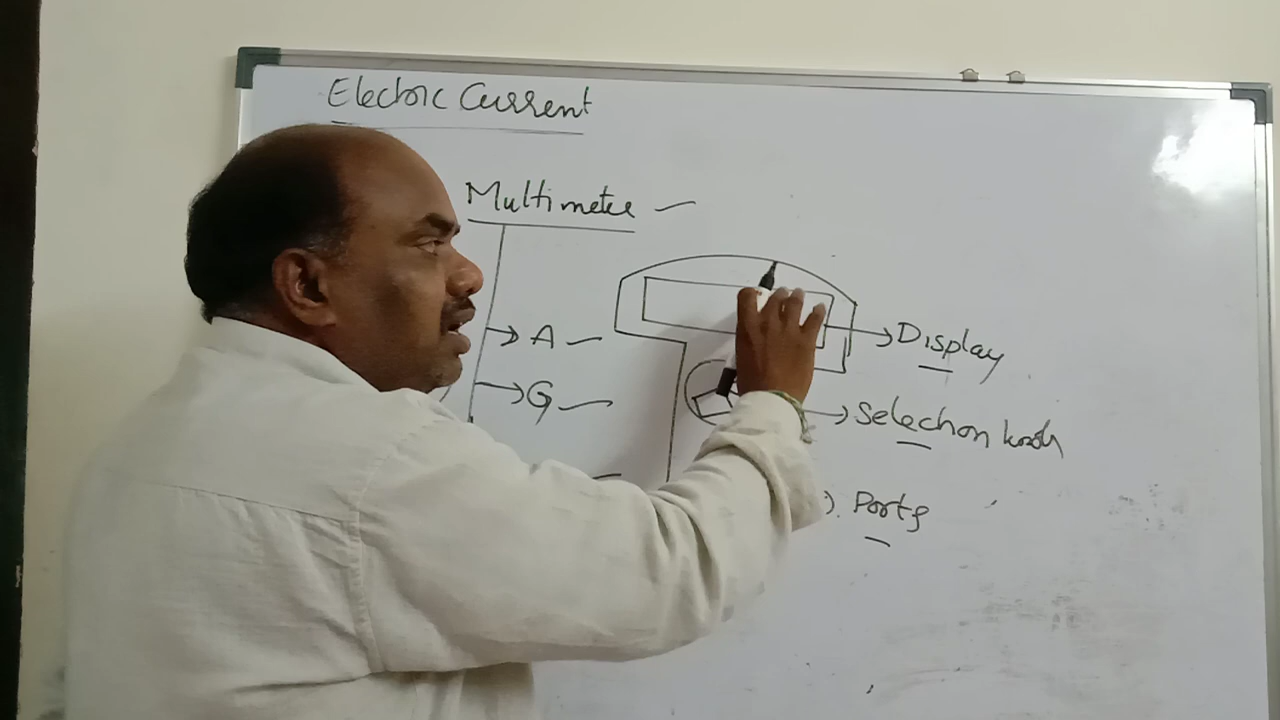 Electric Current
Multimeter
A
G
Display
Selection knob
Ports